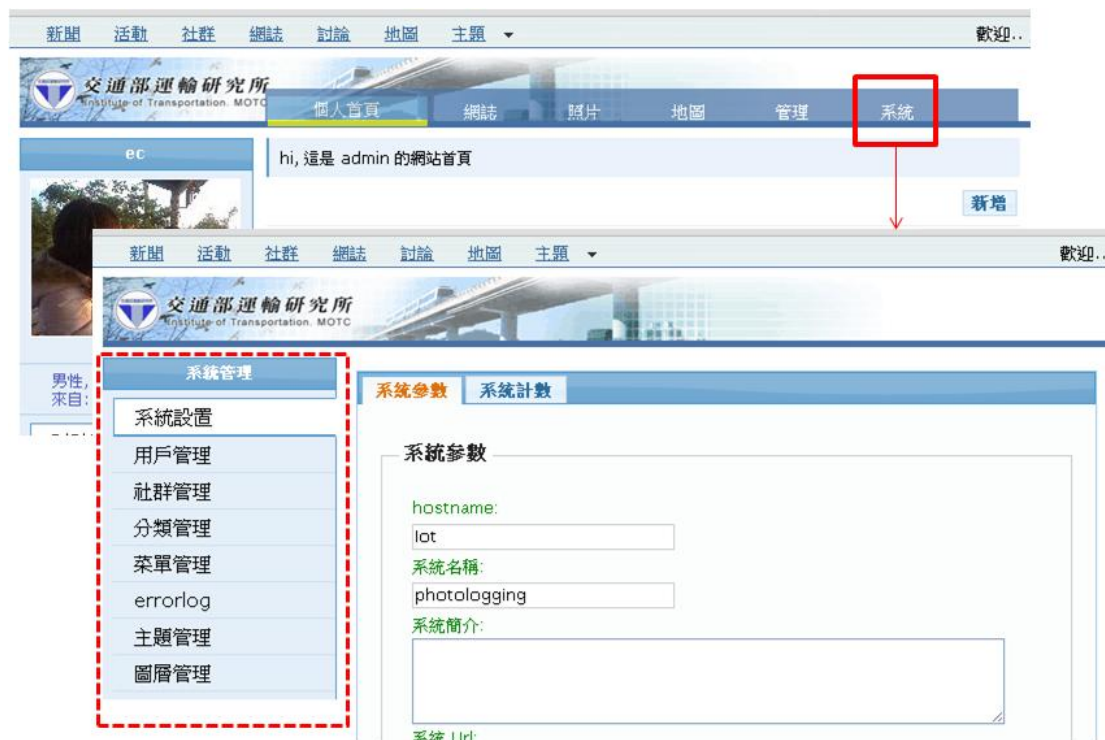 新聞 活動 社群 網誌 討論 地圖 主題 歡迎..
交通部運輸研究所
Institute of Transportation. MOTC
個人首頁 網誌 照片 地圖 管理 系統
ec
hi, 這是 admin 的網站首頁
新增
男性,
來自:
新聞 活動 社群 網誌 討論 地圖 主題 歡迎..
交通部運輸研究所
Institute of Transportation. MOTC
系統管理
系統設置
用戶管理
社群管理
分類管理
菜單管理
errorlog
主題管理
圖層管理
系統參數 系統計數
系統參數
hostname:
lot
系統名稱:
photologging
系統簡介:
系統 Url: